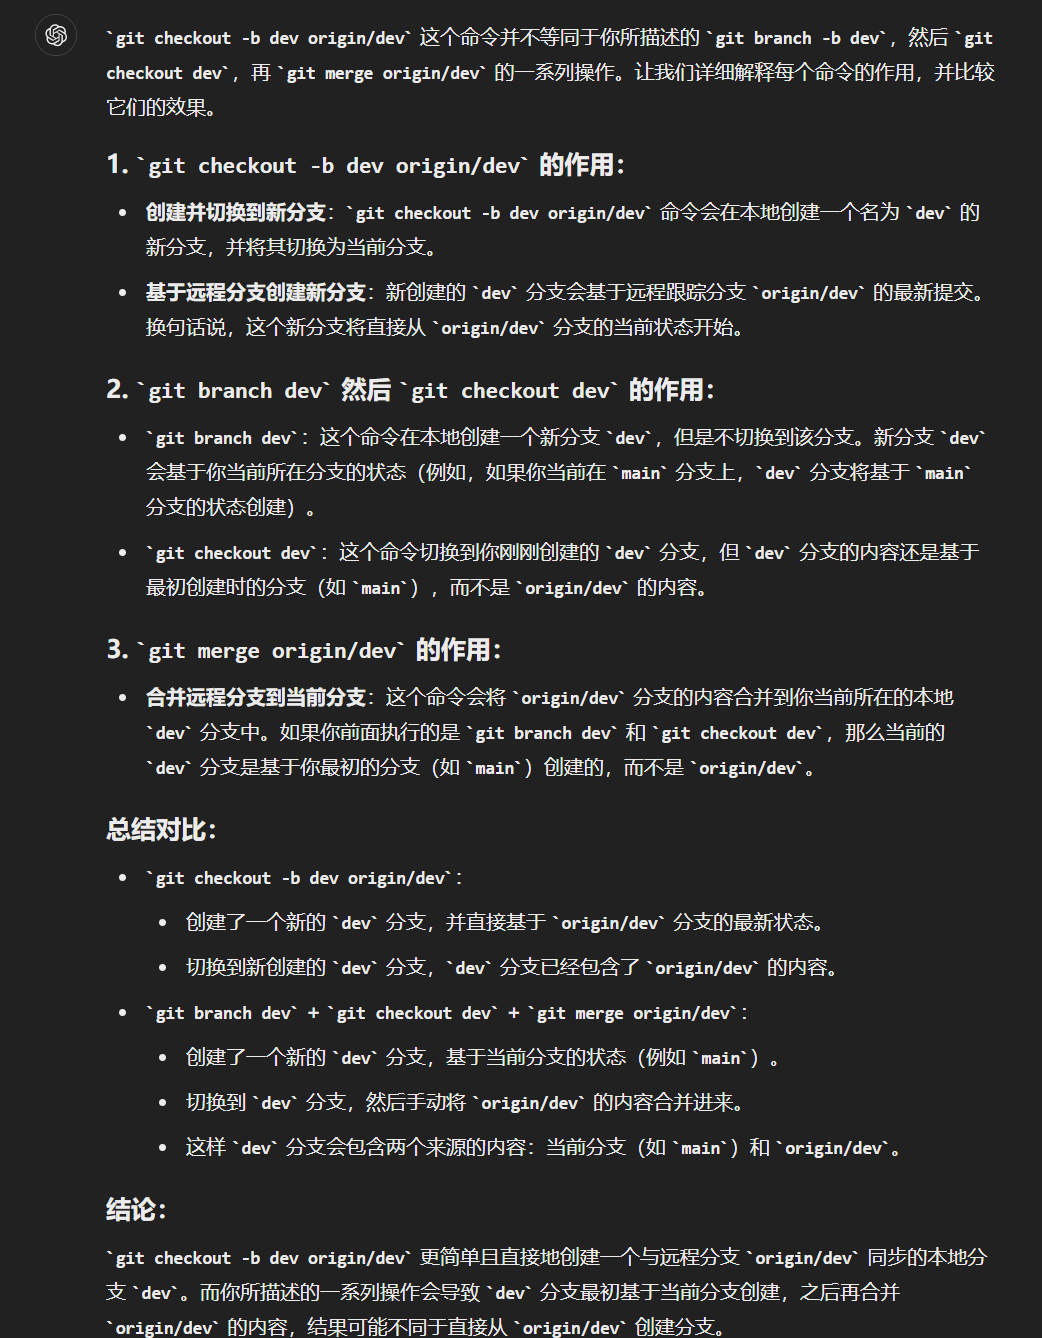 `git checkout -b dev origin/dev` 这个命令并不等同于你所描述的 `git branch -b dev`，然后 `git
checkout dev`，再 `git merge origin/dev` 的一系列操作。让我们详细解释每个命令的作用，并比较
它们的效果。
1. `git checkout -b dev origin/dev` 的作用：
• 创建并切换到新分支：`git checkout -b dev origin/dev` 命令会在本地创建一个名为 `dev` 的
新分支，并将其切换为当前分支。
• 基于远程分支创建新分支：新创建的 `dev` 分支会基于远程跟踪分支 `origin/dev` 的最新提交。
换句话说，这个新分支将直接从 `origin/dev` 分支的当前状态开始。
2. `git branch dev` 然后 `git checkout dev` 的作用：
• `git branch dev`：这个命令在本地创建一个新分支 `dev`，但是不切换到该分支。新分支 `dev`
会基于你当前所在分支的状态（例如，如果你当前在 `main` 分支上，`dev` 分支将基于 `main`
分支的状态创建）。
• `git checkout dev`：这个命令切换到你刚刚创建的 `dev` 分支，但 `dev` 分支的内容还是基于
最初创建时的分支（如 `main`），而不是 `origin/dev` 的内容。
3. `git merge origin/dev` 的作用：
• 合并远程分支到当前分支：这个命令会将 `origin/dev` 分支的内容合并到你当前所在的本地
`dev` 分支中。如果你前面执行的是 `git branch dev` 和 `git checkout dev`，那么当前的
`dev` 分支是基于你最初的分支（如 `main`）创建的，而不是 `origin/dev`。
总结对比：
• `git checkout -b dev origin/dev`：
• 创建了一个新的 `dev` 分支，并直接基于 `origin/dev` 分支的最新状态。
• 切换到新创建的 `dev` 分支，`dev` 分支已经包含了 `origin/dev` 的内容。
• `git branch dev` + `git checkout dev` + `git merge origin/dev`：
• 创建了一个新的 `dev` 分支，基于当前分支的状态（例如 `main`）。
• 切换到 `dev` 分支，然后手动将 `origin/dev` 的内容合并进来。
• 这样 `dev` 分支会包含两个来源的内容：当前分支（如 `main`）和 `origin/dev`。
结论：
`git checkout -b dev origin/dev` 更简单且直接地创建一个与远程分支 `origin/dev` 同步的本地分
支 `dev`。而你所描述的一系列操作会导致 `dev` 分支最初基于当前分支创建，之后再合并
`origin/dev` 的内容，结果可能不同于直接从 `origin/dev` 创建分支。